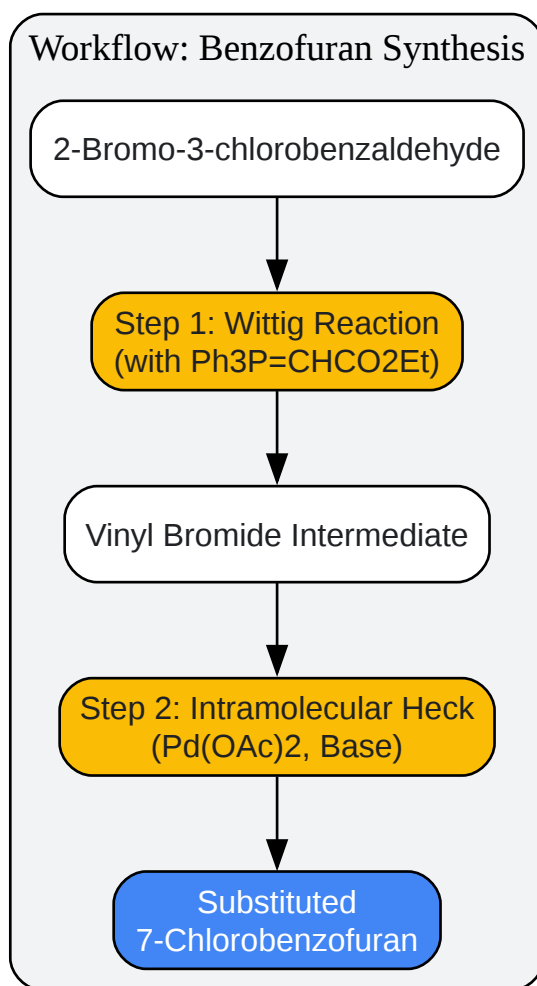 Workflow: Benzofuran Synthesis
2-Bromo-3-chlorobenzaldehyde
Step 1: Wittig Reaction
(with Ph3P=CHCO2Et)
Vinyl Bromide Intermediate
Step 2: Intramolecular Heck
(Pd(OAc)2, Base)
Substituted
7-Chlorobenzofuran